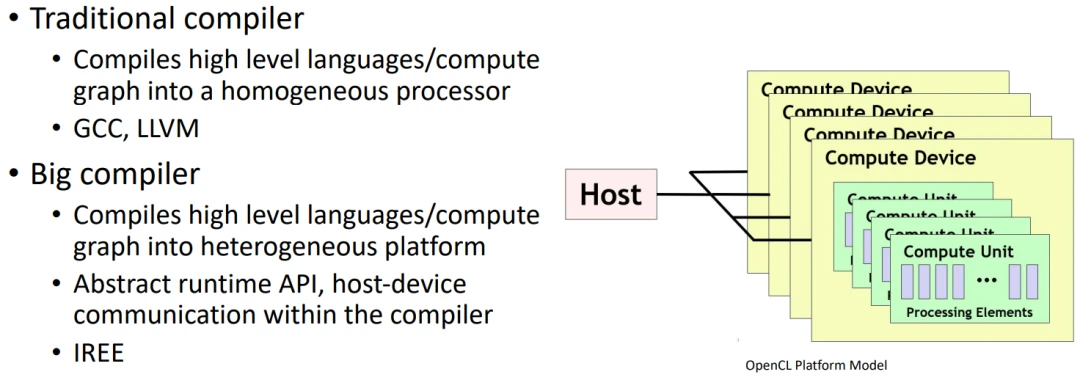 • Traditional compiler
• Compiles high level languages/compute
graph into a homogeneous processor
• GCC, LLVM
• Big compiler
• Compiles high level languages/compute
graph into heterogeneous platform
• Abstract runtime API, host-device
communication within the compiler
• IREE
Host
Compute Device
Compute Device
Compute Device
Compute Device
Compute Unit
Compute Unit
Compute Unit
Compute Unit
...
Processing Elements
OpenCL Platform Model